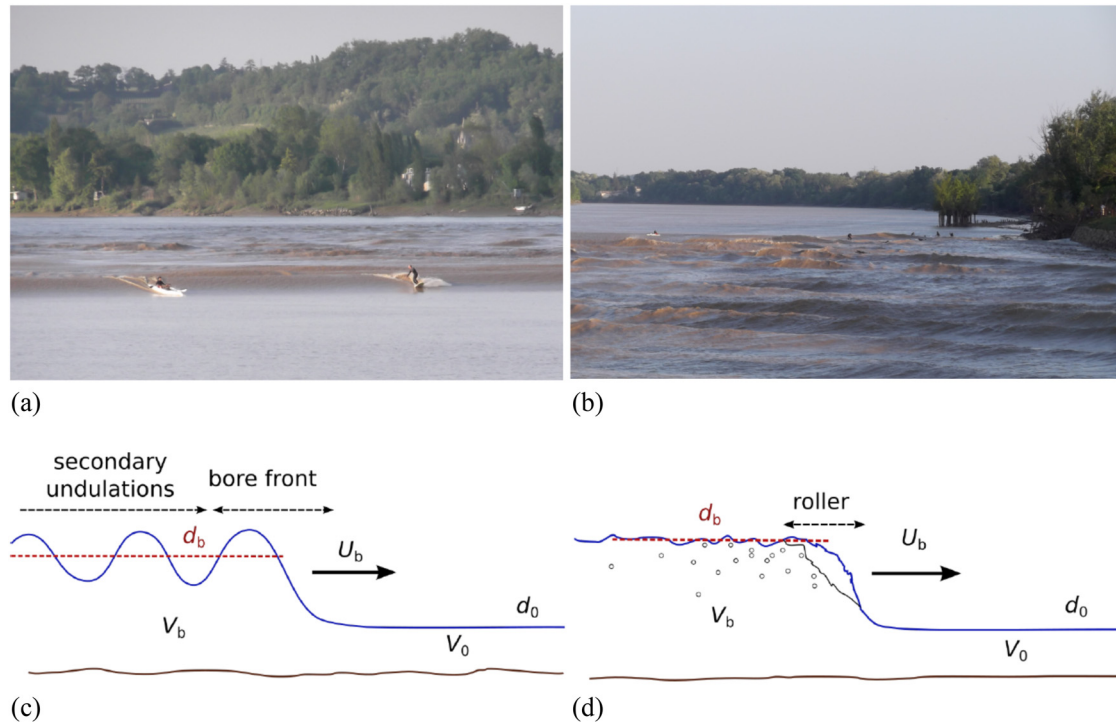 (a)
(b)
secondary
undulations
bore front
d_b
U_b
V_b
d_0
V_0
(c)
roller
d_b
U_b
V_b
d_0
V_0
(d)